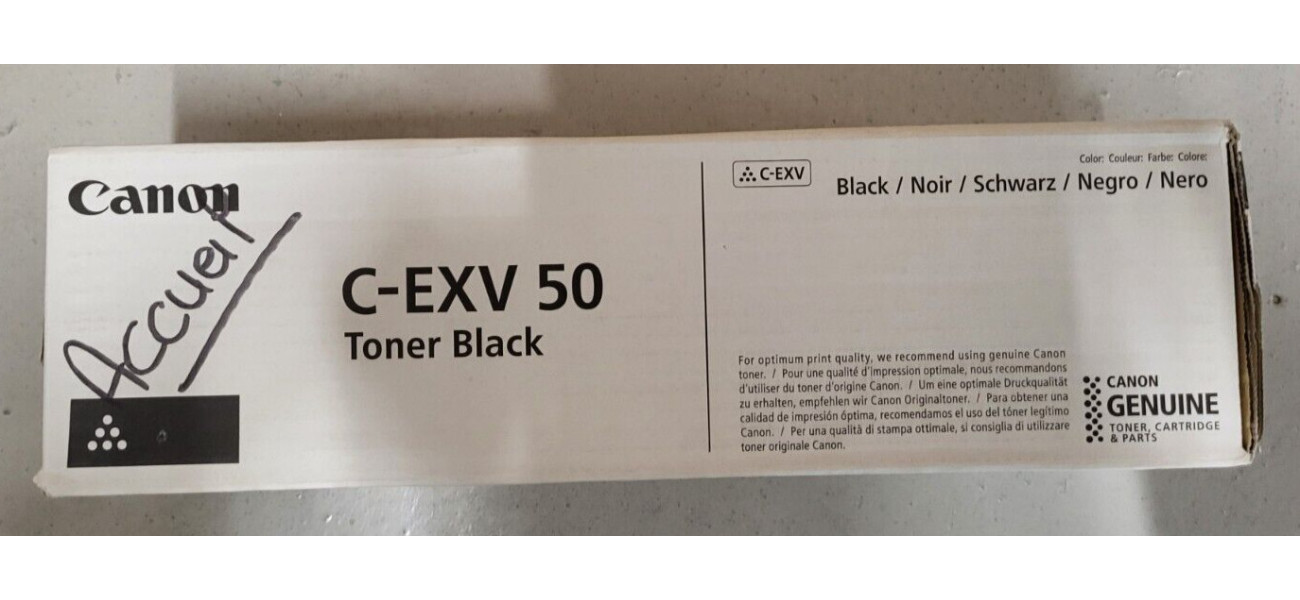 Canon
Accueil
C-EXV 50
Toner Black
C-EXV
Color: Couleur: Farbe: Colore:
Black / Noir / Schwarz / Negro / Nero
For optimum print quality, we recommend using genuine Canon
toner. / Pour une qualité d'impression optimale, nous recommandons
d'utiliser du toner d'origine Canon. / Um eine optimale Druckqualität
zu erhalten, empfehlen wir Canon Originaltoner. / Para obtener una
calidad de impresión óptima, recomendamos el uso del tóner legítimo
Canon. / Per una qualità di stampa ottimale, si consiglia di utilizzare
toner originale Canon.
CANON
GENUINE
TONER, CARTRIDGE
& PARTS